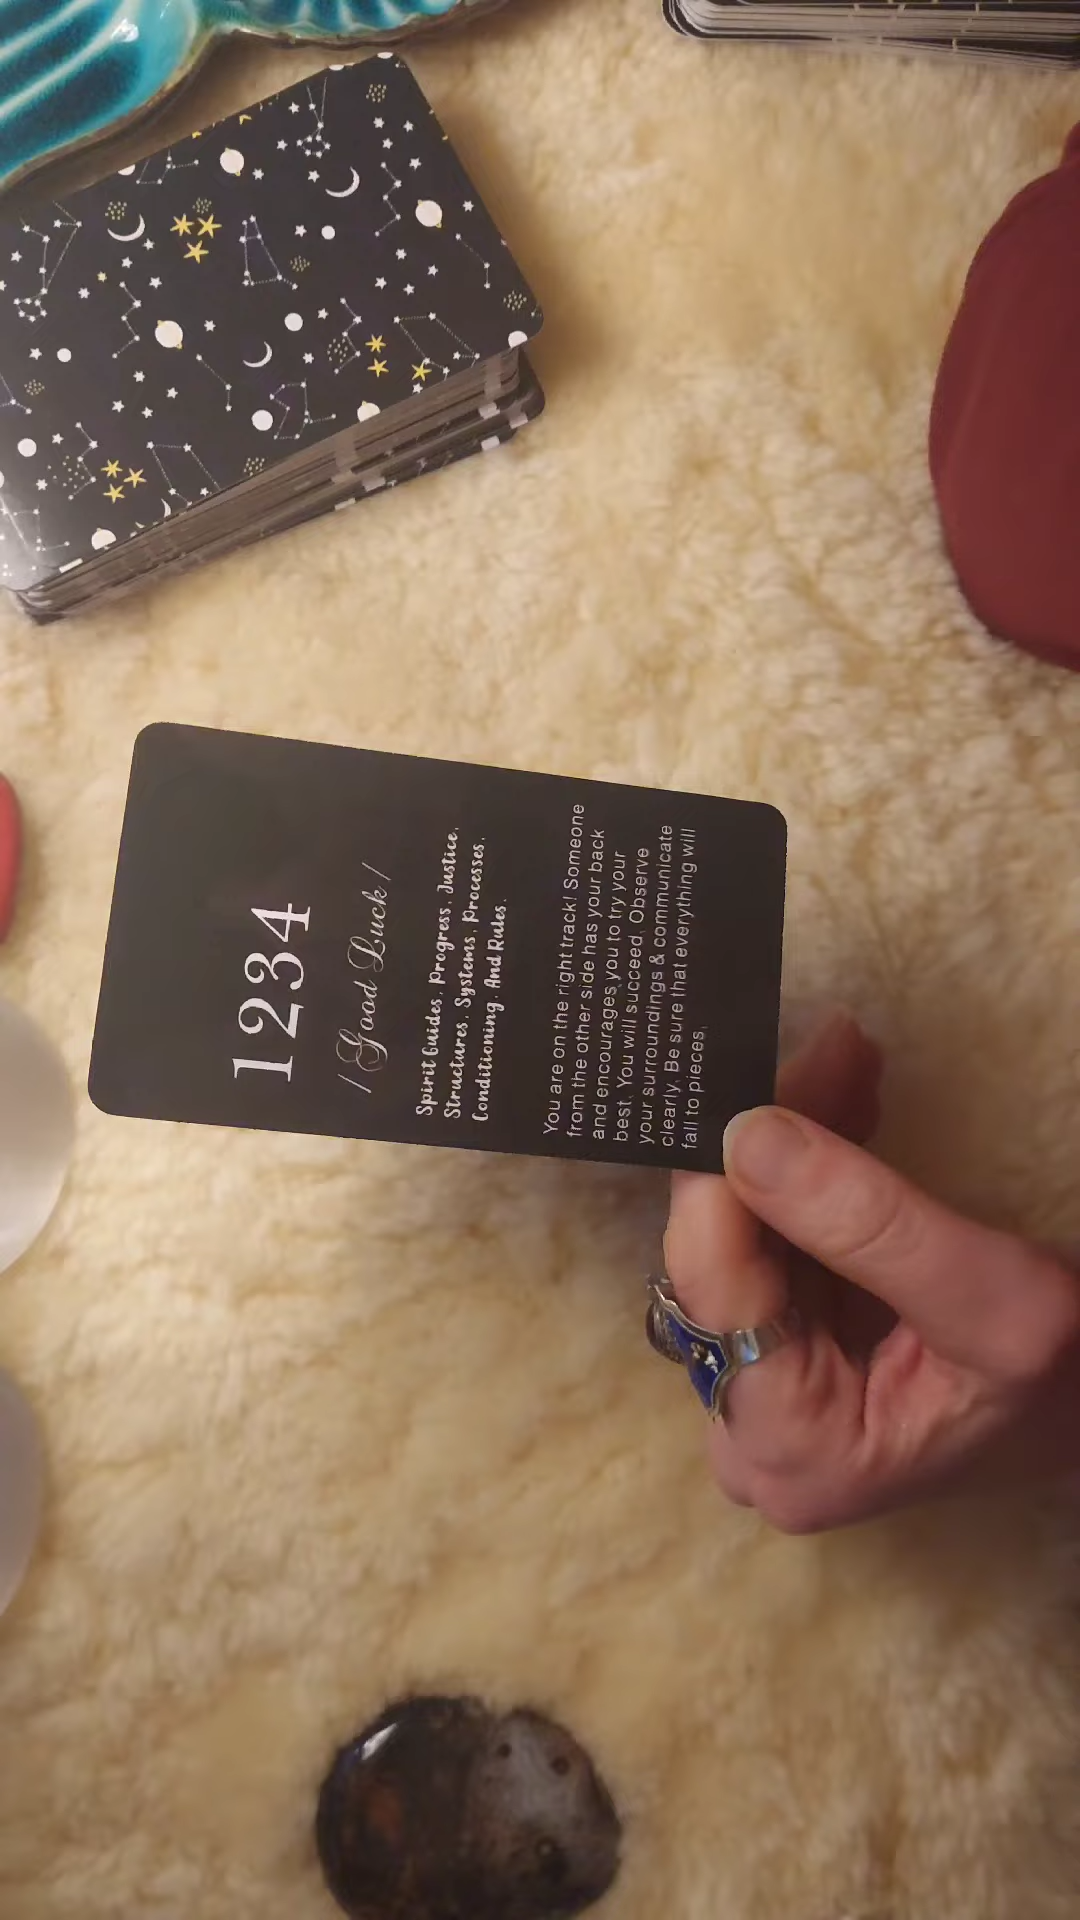 1234
/ Good Luck /
Spirit Guides. Progress. Justice.
Structures. Systems. Processes.
Conditioning. And Rules.
You are on the right track! Someone
from the other side has your back
and encourages you to try your
best. You will succeed. Observe
your surroundings & communicate
clearly. Be sure that everything will
fall to pieces.